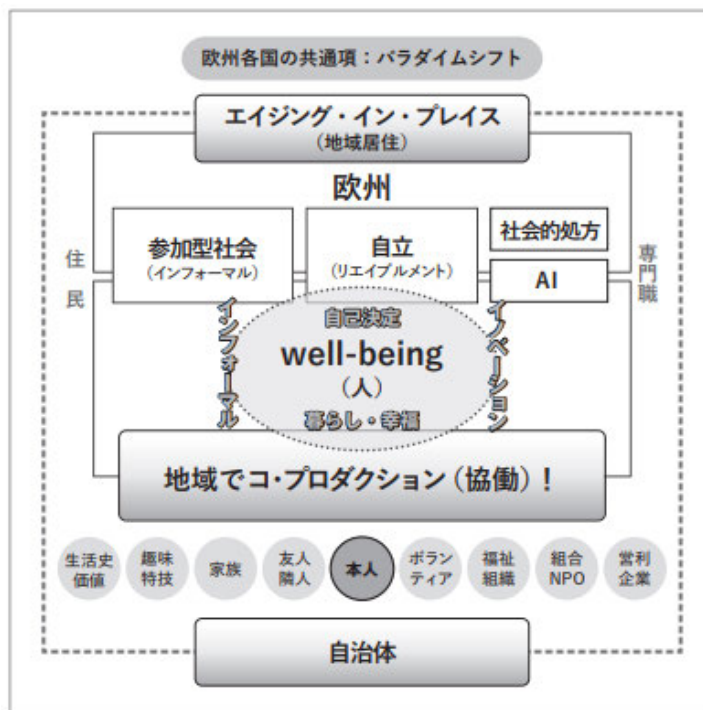 欧州各国の共通項：パラダイムシフト
エイジング・イン・プレイス
（地域居住）
欧州
参加型社会
（インフォーマル）
自立
（リエイブルメント）
社会的処方
AI
住民
専門職
インフォーマル
イノベーション
自己決定
well-being
（人）
暮らし・幸福
地域でコ・プロダクション（協働）！
生活史
価値
趣味
特技
家族
友人
隣人
本人
ボラン
ティア
福祉
組織
組合
NPO
営利
企業
自治体